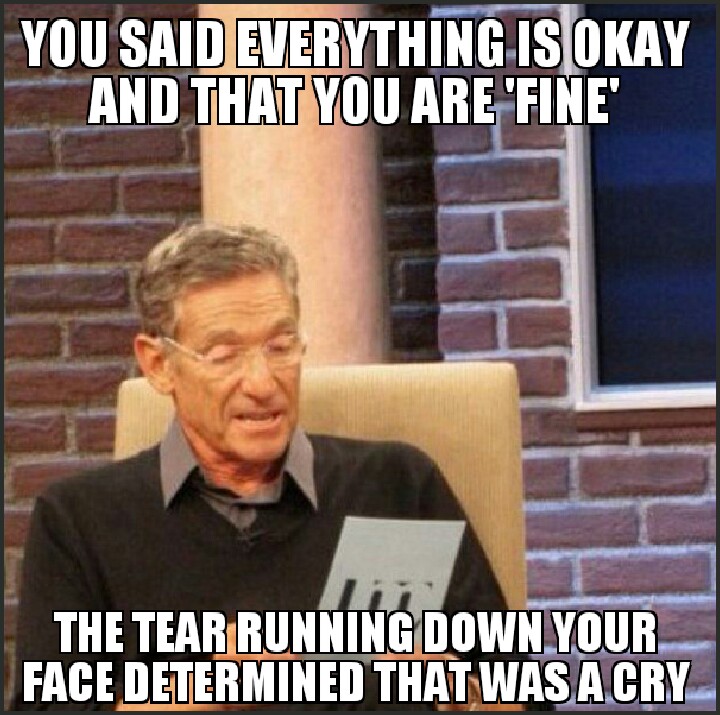 YOU SAID EVERYTHING IS OKAY
AND THAT YOU ARE 'FINE'
THE TEAR RUNNING DOWN YOUR
FACE DETERMINED THAT WAS A CRY